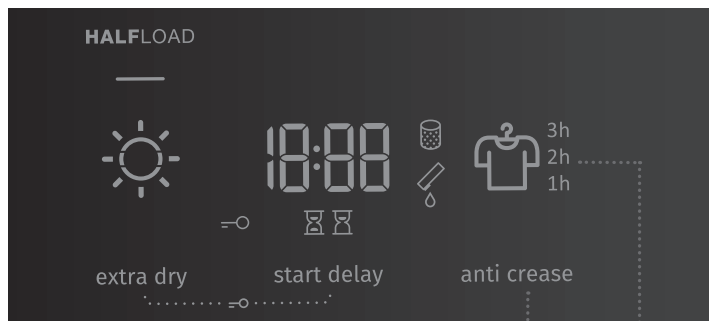 HALFLOAD
18:88
3h
2h
1h
extra dry
start delay
anti crease